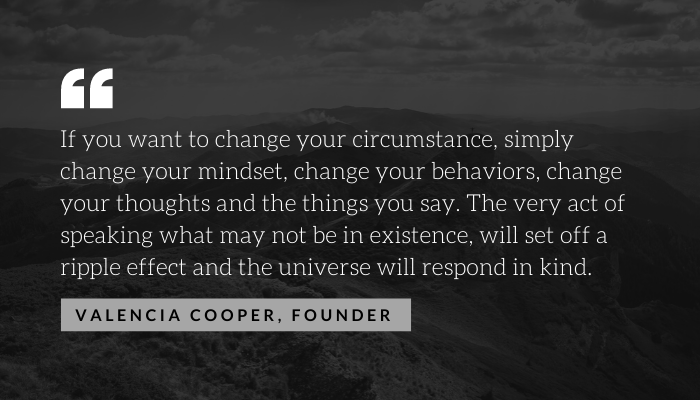 “
If you want to change your circumstance, simply
change your mindset, change your behaviors, change
your thoughts and the things you say. The very act of
speaking what may not be in existence, will set off a
ripple effect and the universe will respond in kind.
VALENCIA COOPER, FOUNDER